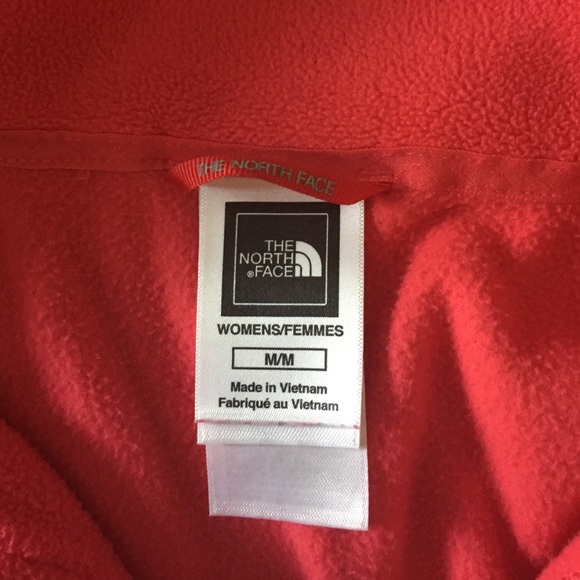 THE NORTH FACE
THE
NORTH
®FACE
WOMENS/FEMMES
M/M
Made in Vietnam
Fabriqué au Vietnam